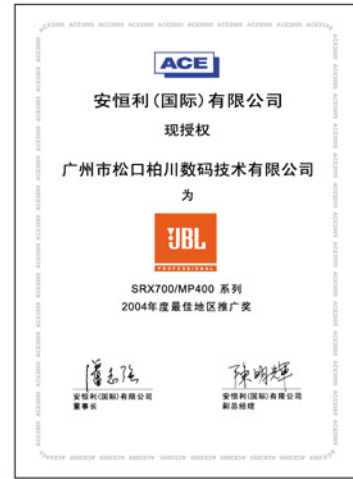 ACE
安恒利(国际)有限公司
现授权
广州市松口柏川数码技术有限公司
为
JBL
PROFESSIONAL
SRX700/MP400 系列
2004年度最佳地区推广奖
安恒利(国际)有限公司
董事长
陳明輝
安恒利(国际)有限公司
副总经理